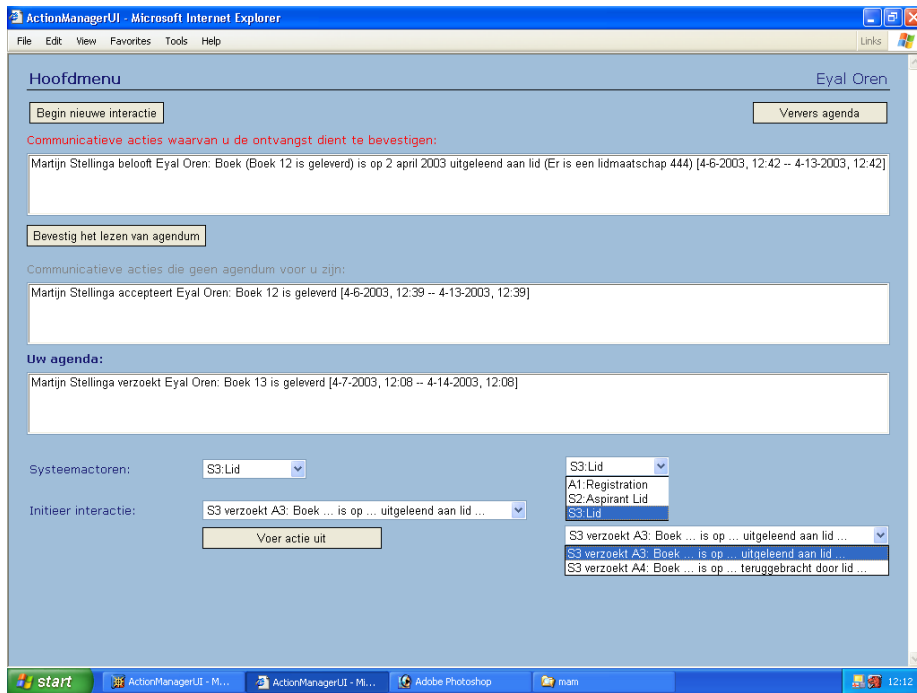 ActionManagerUI - Microsoft Internet Explorer
File Edit View Favorites Tools Help Links
Hoofdmenu Eyal Oren
Begin nieuwe interactie Ververs agenda
Communicatieve acties waarvan u de ontvangst dient te bevestigen:
Martijn Stellinga belooft Eyal Oren: Boek (Boek 12 is geleverd) is op 2 april 2003 uitgeleend aan lid (Er is een lidmaatschap 444) [4-6-2003, 12:42 -- 4-13-2003, 12:42]
Bevestig het lezen van agendum
Communicatieve acties die geen agendum voor u zijn:
Martijn Stellinga accepteert Eyal Oren: Boek 12 is geleverd [4-6-2003, 12:39 -- 4-13-2003, 12:39]
Uw agenda:
Martijn Stellinga verzoekt Eyal Oren: Boek 13 is geleverd [4-7-2003, 12:08 -- 4-14-2003, 12:08]
Systeemactoren: S3:Lid S3:Lid
A1:Registration
S2:Aspirant Lid
S3:Lid
Initieer interactie: S3 verzoekt A3: Boek ... is op ... uitgeleend aan lid ...
Voer actie uit S3 verzoekt A3: Boek ... is op ... uitgeleend aan lid ...
S3 verzoekt A3: Boek ... is op ... uitgeleend aan lid ...
S3 verzoekt A4: Boek ... is op ... teruggebracht door lid ...
start ActionManagerUI - M... ActionManagerUI - Mi... Adobe Photoshop mam 12:12